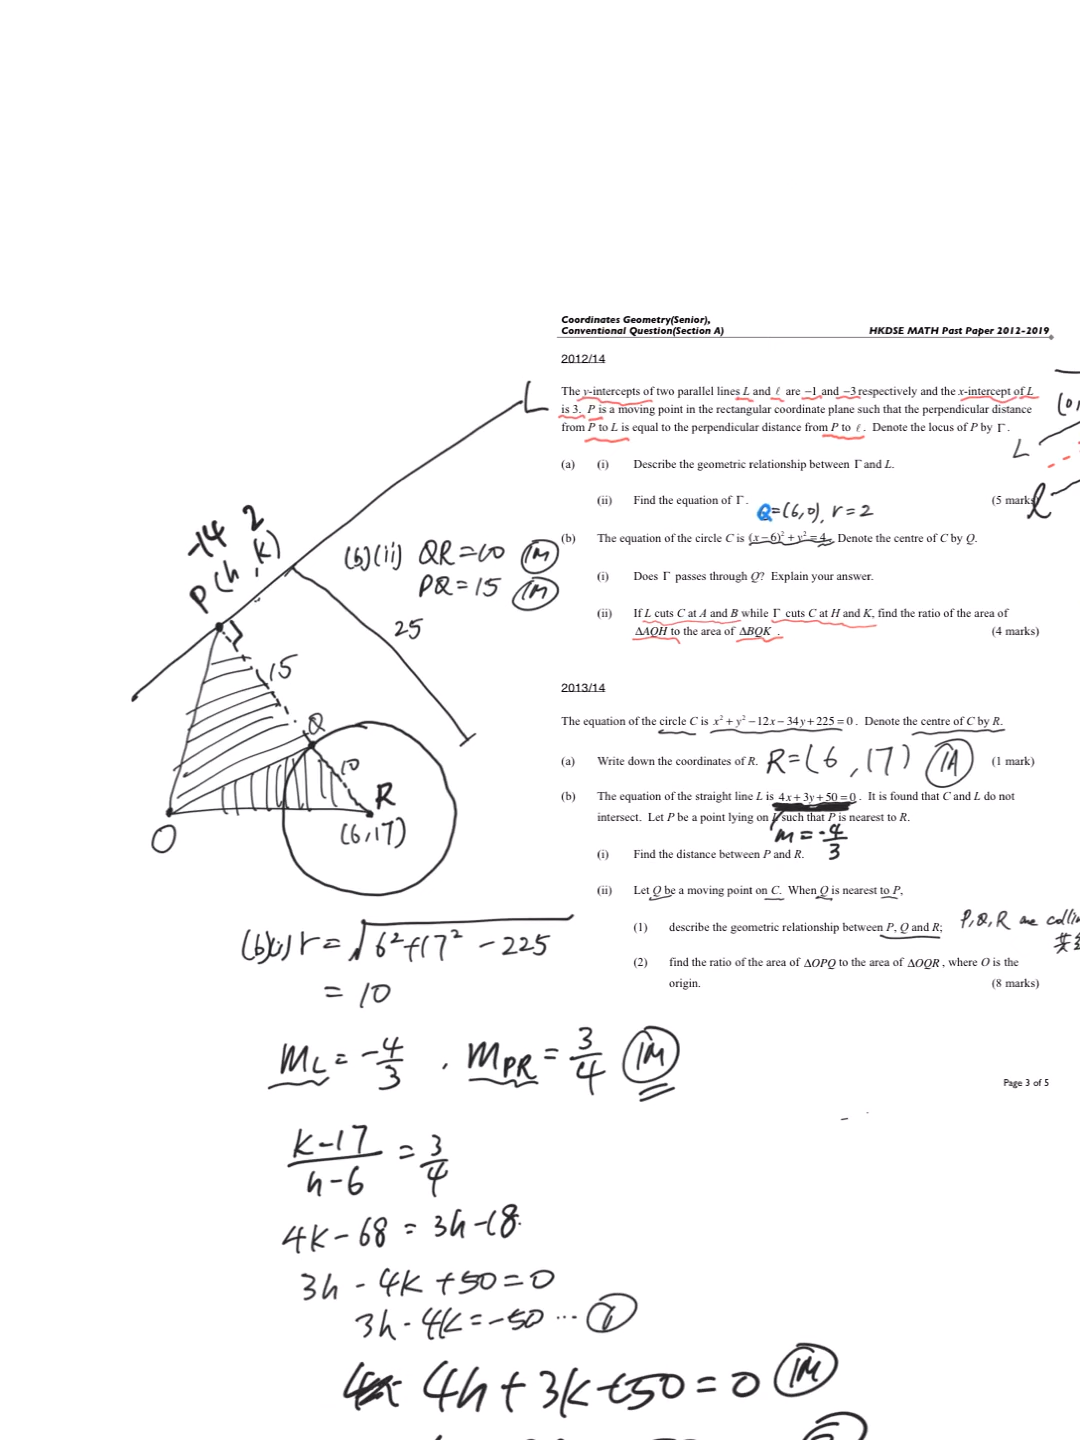 Coordinates Geometry(Senior),
Conventional Question(Section A)
HKDSE MATH Past Paper 2012-2019
2012/14
The y-intercepts of two parallel lines L and ℓ are −1 and −3 respectively and the x-intercept of L
is 3. P is a moving point in the rectangular coordinate plane such that the perpendicular distance
from P to L is equal to the perpendicular distance from P to ℓ. Denote the locus of P by Γ.
(0,
L
ℓ
(a) (i) Describe the geometric relationship between Γ and L.
(ii) Find the equation of Γ. (5 marks)
Q=(6,0), r=2
(b) The equation of the circle C is (x−6)²+y²=4. Denote the centre of C by Q.
(i) Does Γ passes through Q? Explain your answer.
(ii) If L cuts C at A and B while Γ cuts C at H and K, find the ratio of the area of
ΔAQH to the area of ΔBQK. (4 marks)
2013/14
The equation of the circle C is x²+y²−12x−34y+225=0. Denote the centre of C by R.
(a) Write down the coordinates of R. R=(6,17) 1A (1 mark)
(b) The equation of the straight line L is 4x+3y+50=0. It is found that C and L do not
intersect. Let P be a point lying on L such that P is nearest to R.
m=-4/3
(i) Find the distance between P and R.
(ii) Let Q be a moving point on C. When Q is nearest to P,
(1) describe the geometric relationship between P, Q and R; P,Q,R are
共
(2) find the ratio of the area of ΔOPQ to the area of ΔOQR, where O is the
origin. (8 marks)
Page 3 of 5
L
-14 2
P(h, k)
(b)(ii) QR=10 1M
PQ=15 1M
25
15
Q
10
R
(6,17)
O
(b)(i) r=√6²+17²-225
=10
mL=-4/3, mPR=3/4 1M
k-17/h-6=3/4
4k-68=3h-18
3h-4k+50=0
3h-4k=-50 ... ①
4h+3k+50=0 1M